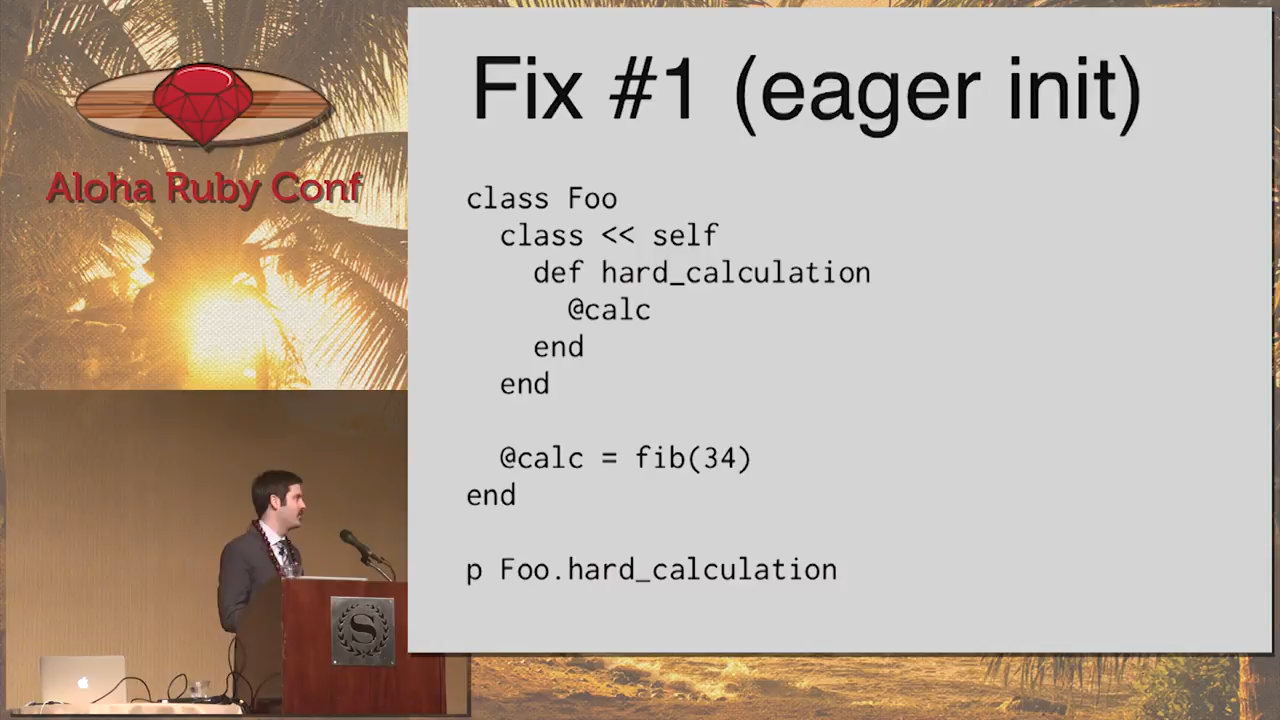 Aloha Ruby Conf
Fix #1 (eager init)
class Foo
  class << self
    def hard_calculation
      @calc
    end
  end

  @calc = fib(34)
end

p Foo.hard_calculation
S